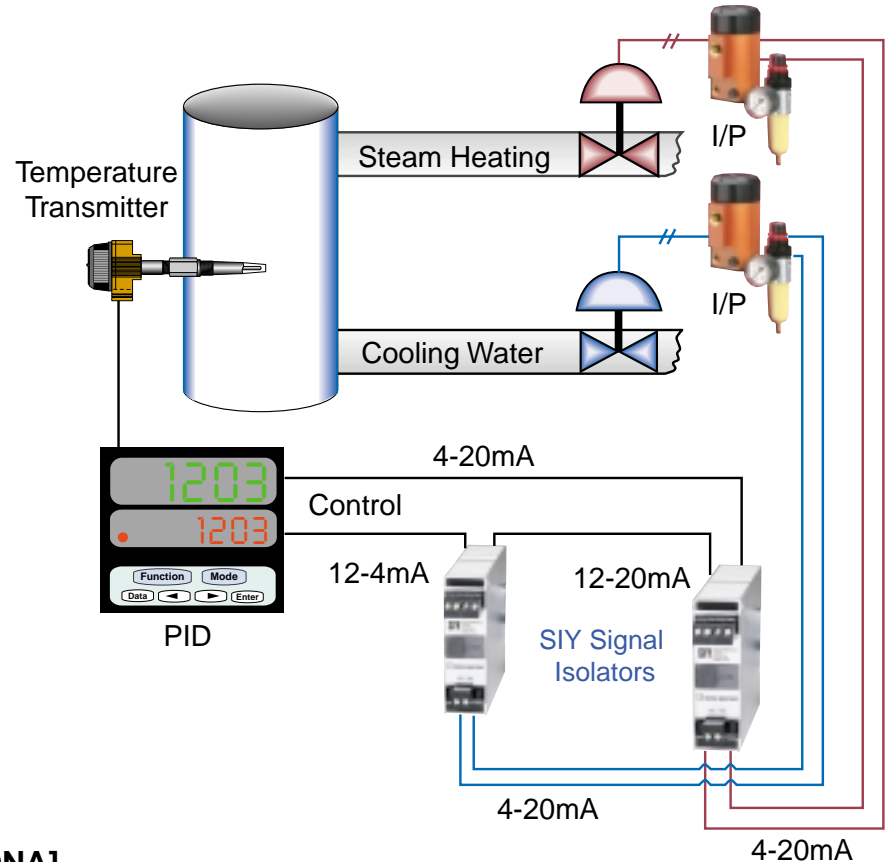 I/P
Steam Heating
Temperature
Transmitter
I/P
Cooling Water
4-20mA
1203
Control
1203
12-4mA
12-20mA
Function Mode
Data Enter
PID
SIY Signal
Isolators
4-20mA
4-20mA